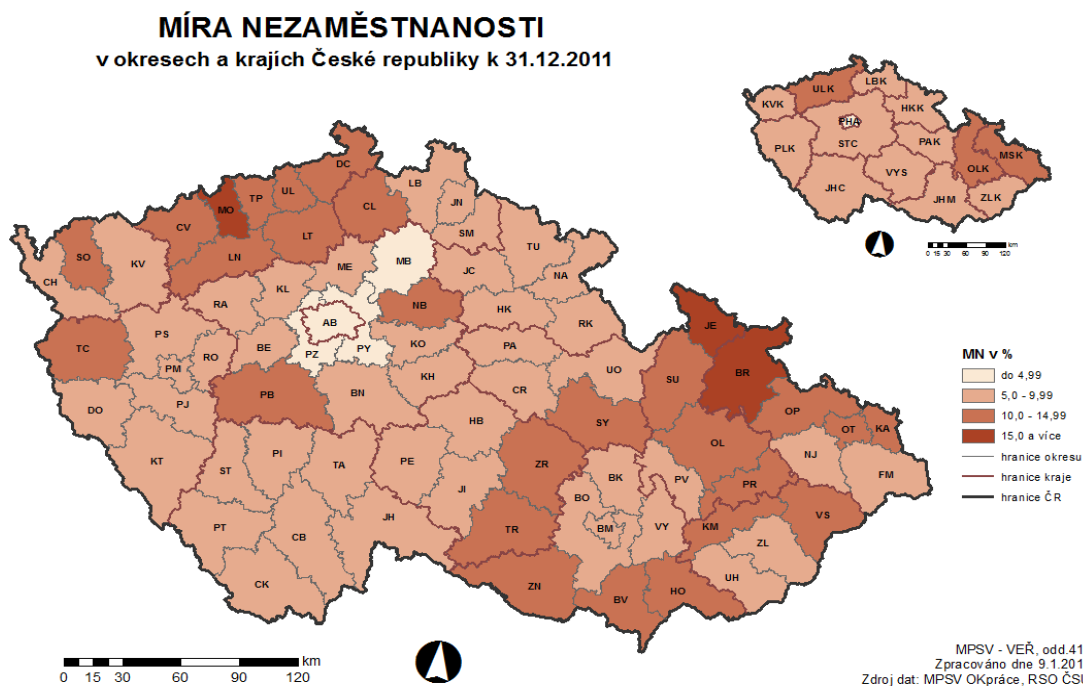 MÍRA NEZAMĚSTNANOSTI
v okresech a krajích České republiky k 31.12.2011
KVK
ULK
LBK
HKK
PHA
STC
PAK
PLK
MSK
OLK
VYS
JHC
JHM
ZLK
0 15 30 60 90 120 km
DC
LB
UL
TP
MO
CL
JN
CV
LT
SM
TU
SO
KV
LN
ME
MB
JC
NA
CH
KL
RA
NB
HK
RK
AB
JE
PS
TC
RO
BE
PZ
PY
KO
PA
PM
UO
SU
BR
KH
CR
DO
PJ
PB
BN
OP
HB
SY
OT
KA
OL
KT
ST
PI
TA
PE
ZR
NJ
FM
JI
BK
PV
PR
BO
PT
JH
TR
BM
VY
KM
VS
CB
ZL
CK
ZN
BV
HO
UH
MN v %
do 4,99
5,0 - 9,99
10,0 - 14,99
15,0 a více
hranice okresu
hranice kraje
hranice ČR
km
0 15 30 60 90 120
MPSV - VEŘ, odd.41
Zpracováno dne 9.1.201
Zdroj dat: MPSV OKpráce, RSO ČSÚ